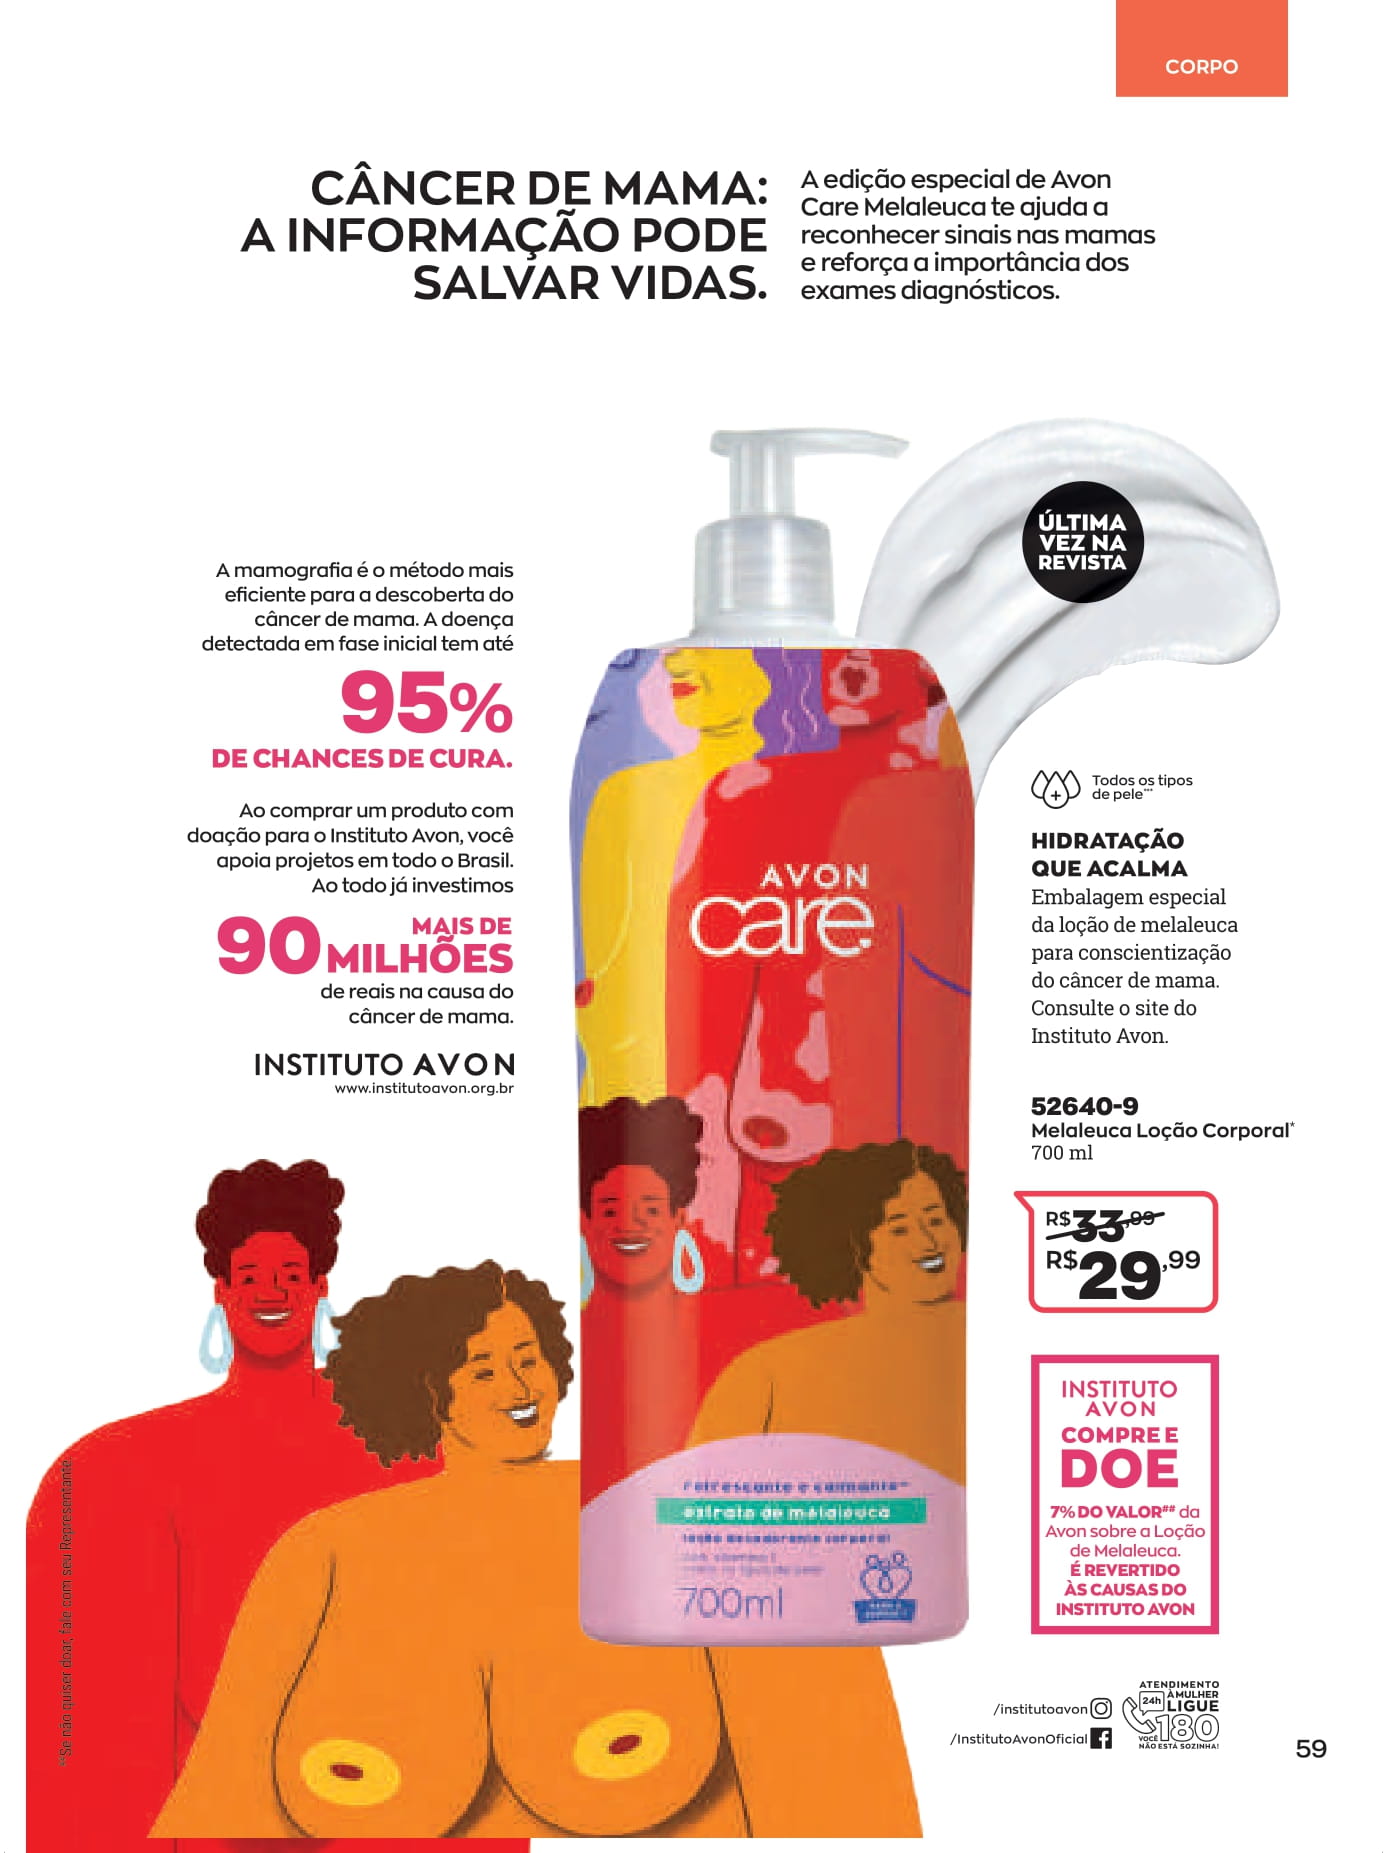 CORPO
CÂNCER DE MAMA:
A INFORMAÇÃO PODE
SALVAR VIDAS.
A edição especial de Avon
Care Melaleuca te ajuda a
reconhecer sinais nas mamas
e reforça a importância dos
exames diagnósticos.
ÚLTIMA
VEZ NA
REVISTA
A mamografia é o método mais
eficiente para a descoberta do
câncer de mama. A doença
detectada em fase inicial tem até
95%
DE CHANCES DE CURA.
Ao comprar um produto com
doação para o Instituto Avon, você
apoia projetos em todo o Brasil.
Ao todo já investimos
MAIS DE
90 MILHÕES
de reais na causa do
câncer de mama.
INSTITUTO AVON
www.institutoavon.org.br
AVON
care.
refrescante e calmante
extrato de melaleuca
loção desodorante corporal
700ml
Todos os tipos
de pele***
HIDRATAÇÃO
QUE ACALMA
Embalagem especial
da loção de melaleuca
para conscientização
do câncer de mama.
Consulte o site do
Instituto Avon.
52640-9
Melaleuca Loção Corporal*
700 ml
R$33,99
R$29,99
INSTITUTO
AVON
COMPRE E
DOE
7% DO VALOR## da
Avon sobre a Loção
de Melaleuca.
É REVERTIDO
ÀS CAUSAS DO
INSTITUTO AVON
/institutoavon
/InstitutoAvonOficial
ATENDIMENTO
À MULHER
24h LIGUE
180
VOCÊ
NÃO ESTÁ SOZINHA!
59
##Se não quiser doar, fale com seu Representante.